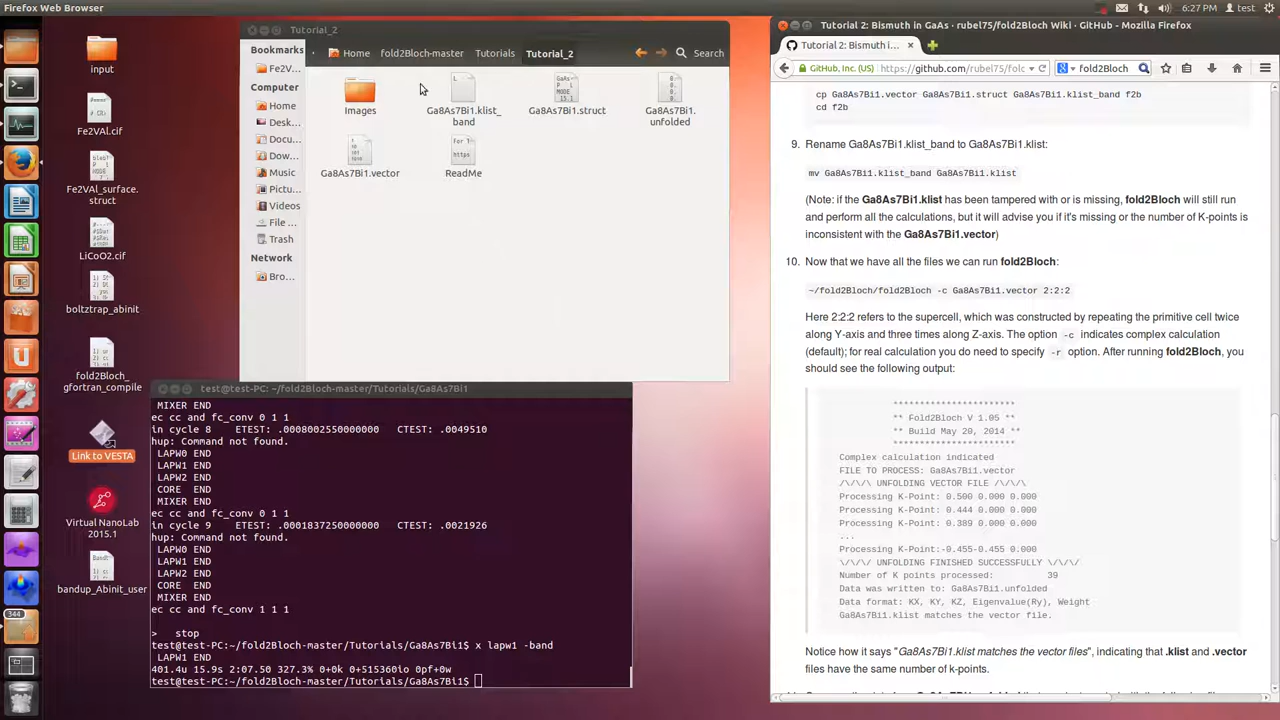 Firefox Web Browser
6:27 PM
test
input
Fe2VAl.cif
Fe2VAl_surface.
struct
LiCoO2.cif
boltztrap_abinit
fold2Bloch_
gfortran_compile
Link to VESTA
Virtual NanoLab
2015.1
bandup_Abinit_user
344
Tutorial_2
Bookmarks
Fe2V...
Computer
Home
Desk...
Docu...
Dow...
Music
Pictu...
Videos
File ...
Trash
Network
Bro...
Home
fold2Bloch-master
Tutorials
Tutorial_2
Search
Images
Ga8As7Bi1.klist_
band
Ga8As7Bi1.struct
Ga8As7Bi1.
unfolded
Ga8As7Bi1.vector
ReadMe
test@test-PC: ~/fold2Bloch-master/Tutorials/Ga8As7Bi1
MIXER END
ec cc and fc_conv 0 1 1
in cycle 8    ETEST: .0008002550000000   CTEST: .0049510
hup: Command not found.
LAPW0 END
LAPW1 END
LAPW2 END
CORE  END
MIXER END
ec cc and fc_conv 0 1 1
in cycle 9    ETEST: .0001837250000000   CTEST: .0021926
hup: Command not found.
LAPW0 END
LAPW1 END
LAPW2 END
CORE  END
MIXER END
ec cc and fc_conv 1 1 1
>   stop
test@test-PC:~/fold2Bloch-master/Tutorials/Ga8As7Bi1$ x lapw1 -band
LAPW1 END
401.4u 15.9s 2:07.50 327.3% 0+0k 0+515360io 0pf+0w
test@test-PC:~/fold2Bloch-master/Tutorials/Ga8As7Bi1$
Tutorial 2: Bismuth in GaAs · rubel75/fold2Bloch Wiki · GitHub - Mozilla Firefox
Tutorial 2: Bismuth in G...
GitHub, Inc. (US)
https://github.com/rubel75/folc
fold2Bloch
cp Ga8As7Bi1.vector Ga8As7Bi1.struct Ga8As7Bi1.klist_band f2b
cd f2b
9. Rename Ga8As7Bi1.klist_band to Ga8As7Bi1.klist:
mv Ga8As7Bi1.klist_band Ga8As7Bi1.klist
(Note: if the Ga8As7Bi1.klist has been tampered with or is missing, fold2Bloch will still run
and perform all the calculations, but it will advise you if it's missing or the number of K-points is
inconsistent with the Ga8As7Bi1.vector)
10. Now that we have all the files we can run fold2Bloch:
~/fold2Bloch/fold2Bloch -c Ga8As7Bi1.vector 2:2:2
Here 2:2:2 refers to the supercell, which was constructed by repeating the primitive cell twice
along Y-axis and three times along Z-axis. The option -c indicates complex calculation
(default); for real calculation you do need to specify -r option. After running fold2Bloch, you
should see the following output:
***********************
** Fold2Bloch V 1.05 **
** Build May 20, 2014 **
***********************
Complex calculation indicated
FILE TO PROCESS: Ga8As7Bi1.vector
/\/\/\ UNFOLDING VECTOR FILE /\/\/\
Processing K-Point: 0.500 0.000 0.000
Processing K-Point: 0.444 0.000 0.000
Processing K-Point: 0.389 0.000 0.000
...
Processing K-Point:-0.455-0.455 0.000
\/\/\/ UNFOLDING FINISHED SUCCESSFULLY \/\/\/
Number of K points processed:          39
Data was written to: Ga8As7Bi1.unfolded
Data format: KX, KY, KZ, Eigenvalue(Ry), Weight
Ga8As7Bi1.klist matches the vector file.
Notice how it says "Ga8As7Bi1.klist matches the vector files", indicating that .klist and .vector
files have the same number of k-points.